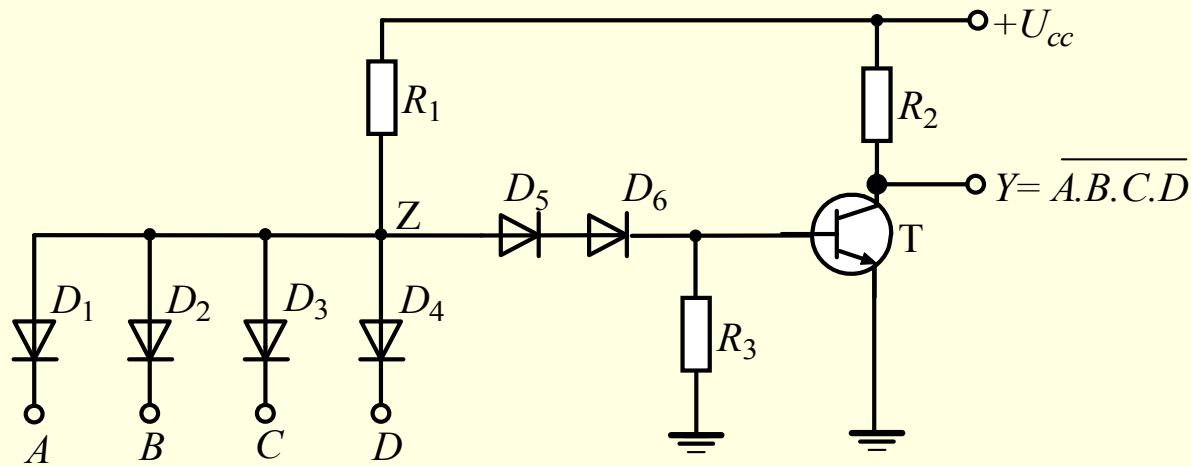 +U_cc
R_1
R_2
Y= \overline{A.B.C.D}
D_5
D_6
Z
T
D_1
D_2
D_3
D_4
R_3
A
B
C
D